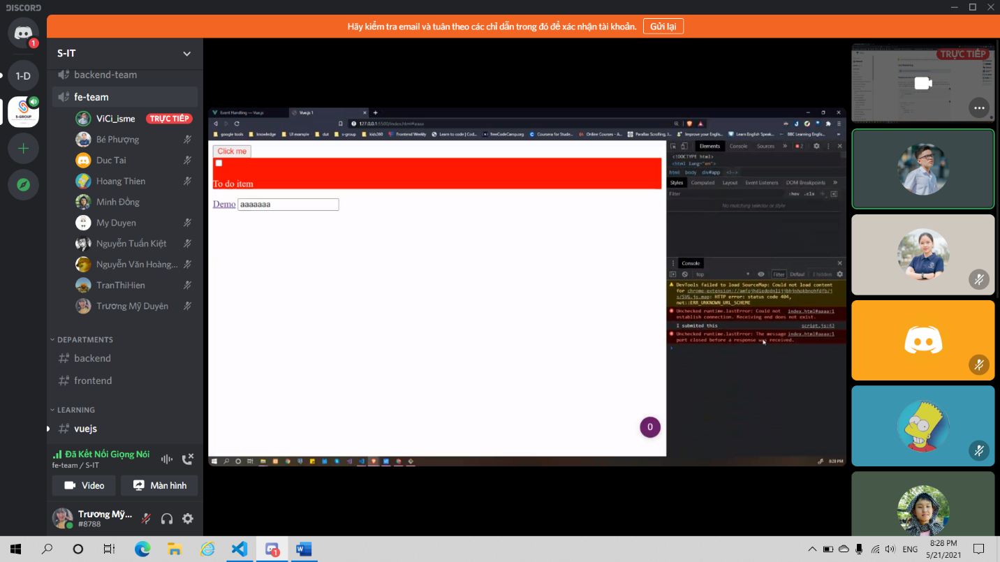 DISCORD
Hãy kiểm tra email và tuân theo các chỉ dẫn trong đó để xác nhận tài khoản. Gửi lại
1
1-D
S-GROUP
S-IT
backend-team
fe-team
ViCi_isme TRỰC TIẾP
Bé Phượng
Duc Tai
Hoang Thien
Minh Đồng
My Duyen
Nguyễn Tuấn Kiệt
Nguyễn Văn Hoàng...
TranThiHien
Trương Mỹ Duyên
DEPARTMENTS
backend
frontend
LEARNING
vuejs
Đã Kết Nối Giọng Nói
fe-team / S-IT
Video
Màn hình
Trương Mỹ...
#8788
Event Handling — Vue.js
Vue.js 1
127.0.0.1:5500/index.html#aaaa
google tools knowledge UI example dut s-group kids360 Frontend Weekly Learn to code | Cod... freeCodeCamp.org Coursera for Stude... Online Courses - A... Parallax Scrolling, I... Improve your Englis... Learn English Speak... BBC Learning Englis...
Click me
To do item
Demo aaaaaaa
0
Elements Console Sources » 2
<!DOCTYPE html>
<html lang="en">
html body div#app <!-->
Styles Computed Layout Event Listeners DOM Breakpoints »
Filter :hov .cls
No matching selector or style
Console
top Filter Defaul 2 hidden
DevTools failed to load SourceMap: Could not load content
s/SVG.js.map: HTTP error: status code 404,
net::ERR_UNKNOWN_URL_SCHEME
Unchecked runtime.lastError: Could not index.html#aaaa:1
establish connection. Receiving end does not exist.
I submited this script.js:43
Unchecked runtime.lastError: The message index.html#aaaa:1
port closed before a response was received.
8:28 PM
TRỰC TIẾP
1
ENG
8:28 PM
5/21/2021